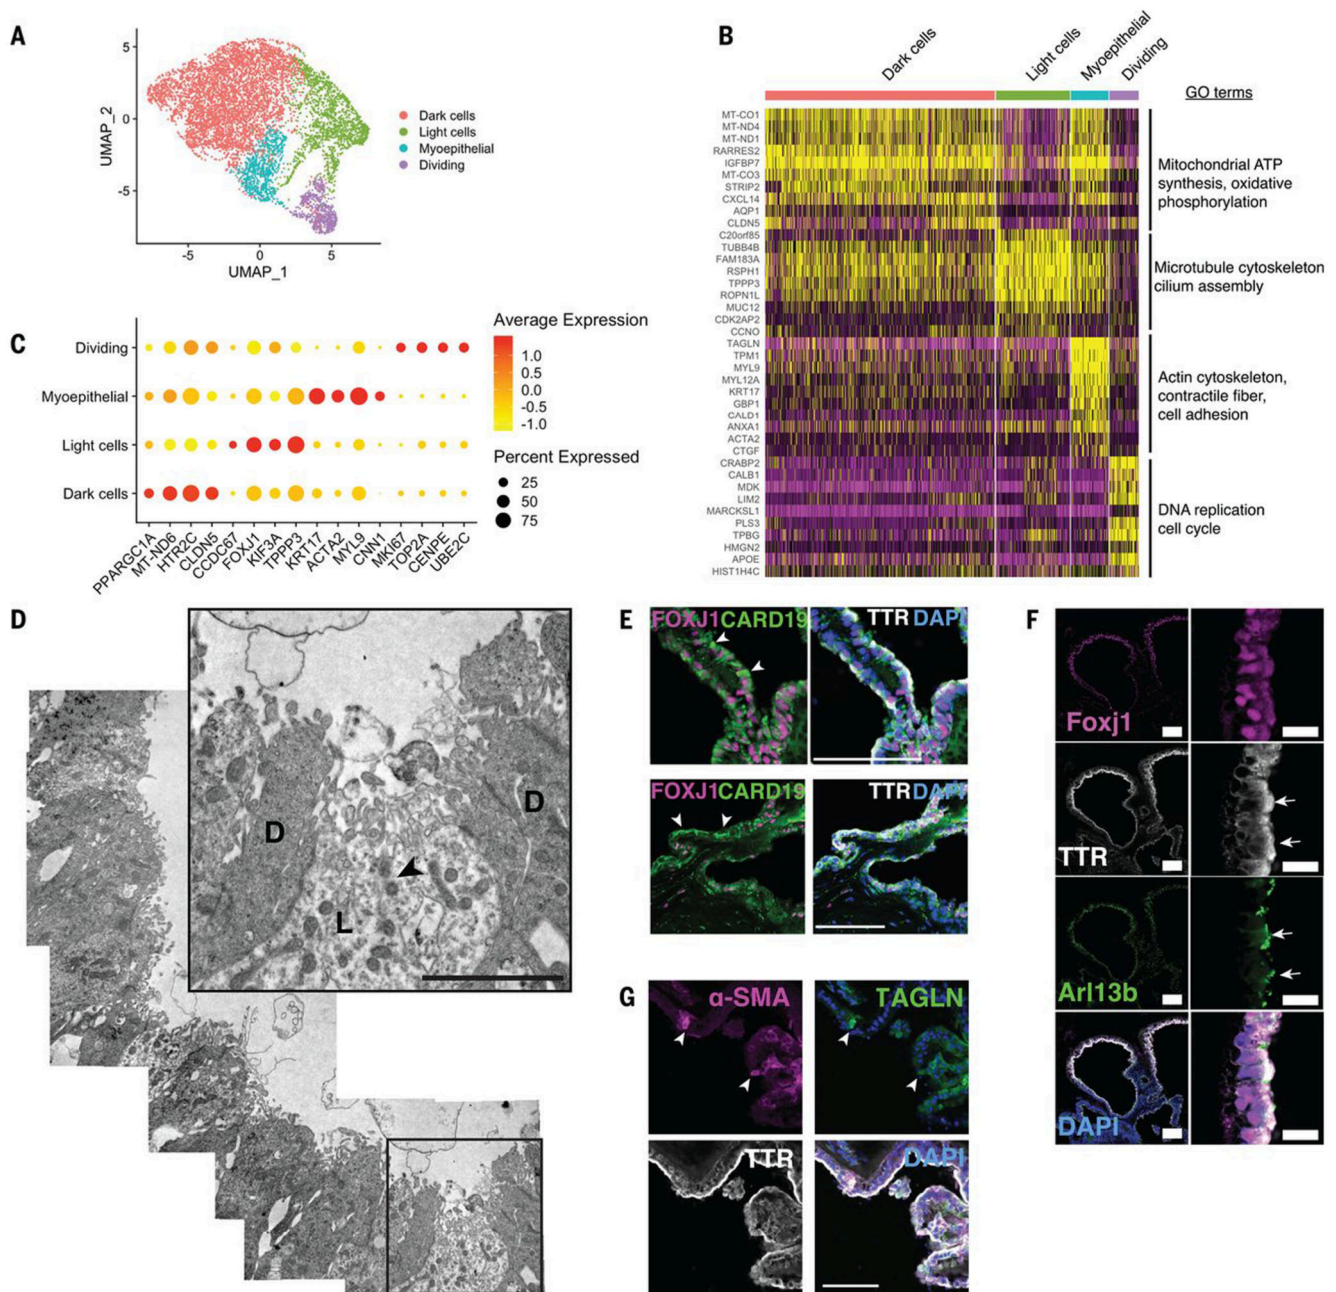 A
5
0
-5
UMAP_2
-5
0
5
UMAP_1
Dark cells
Light cells
Myoepithelial
Dividing
B
Dark cells
Light cells
Myoepithelial
Dividing
GO terms
MT-CO1
MT-ND4
MT-ND1
RARRES2
IGFBP7
MT-CO3
STRIP2
CXCL14
AQP1
CLDN5
C20orf85
TUBB4B
FAM183A
RSPH1
TPPP3
ROPN1L
MUC12
CDK2AP2
CCNO
TAGLN
TPM1
MYL9
MYL12A
KRT17
GBP1
CALD1
ANXA1
ACTA2
CTGF
CRABP2
CALB1
MDK
LIM2
MARCKSL1
PLS3
TPBG
HMGN2
APOE
HIST1H4C
Mitochondrial ATP
synthesis, oxidative
phosphorylation
Microtubule cytoskeleton
cilium assembly
Actin cytoskeleton,
contractile fiber,
cell adhesion
DNA replication
cell cycle
C
Dividing
Myoepithelial
Light cells
Dark cells
PPARGC1A
MT-ND6
HTR2C
CLDN5
CCDC67
FOXJ1
KIF3A
TPPP3
KRT17
ACTA2
MYL9
CNN1
MKI67
TOP2A
CENPE
UBE2C
Average Expression
1.0
0.5
0.0
-0.5
-1.0
Percent Expressed
25
50
75
D
D
D
L
E
FOXJ1CARD19
TTR DAPI
FOXJ1CARD19
TTR DAPI
F
Foxj1
TTR
Arl13b
DAPI
G
α-SMA
TAGLN
TTR
DAPI